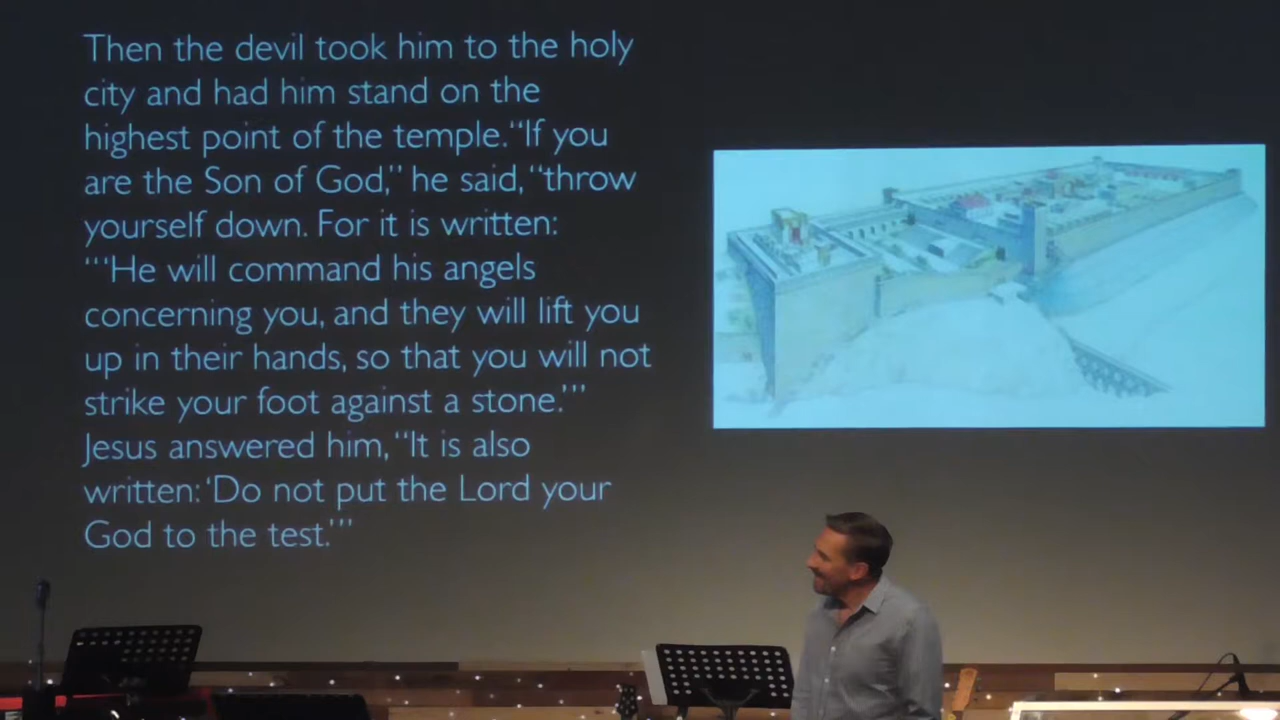 Then the devil took him to the holy
city and had him stand on the
highest point of the temple. “If you
are the Son of God,” he said, “throw
yourself down. For it is written:
“‘“He will command his angels
concerning you, and they will lift you
up in their hands, so that you will not
strike your foot against a stone.’”
Jesus answered him, “It is also
written: ‘Do not put the Lord your
God to the test.’”